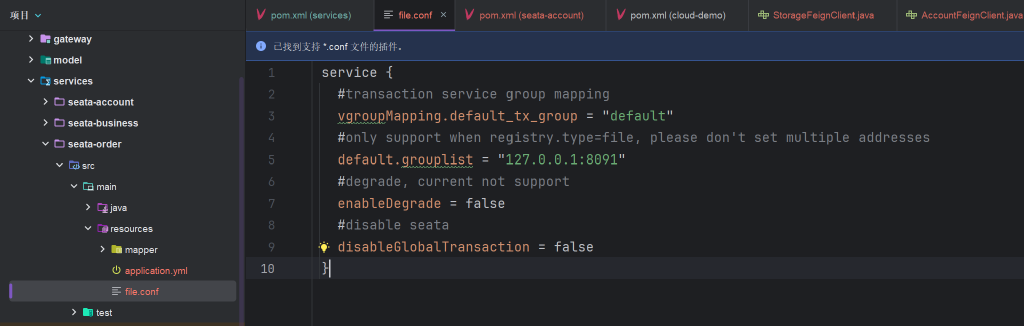 项目
gateway
model
services
seata-account
seata-business
seata-order
src
main
java
resources
mapper
application.yml
file.conf
test
pom.xml (services)
file.conf
pom.xml (seata-account)
pom.xml (cloud-demo)
StorageFeignClient.java
AccountFeignClient.java
已找到支持 *.conf 文件的插件。
1 service {
2 #transaction service group mapping
3 vgroupMapping.default_tx_group = "default"
4 #only support when registry.type=file, please don't set multiple addresses
5 default.grouplist = "127.0.0.1:8091"
6 #degrade, current not support
7 enableDegrade = false
8 #disable seata
9 disableGlobalTransaction = false
10 }